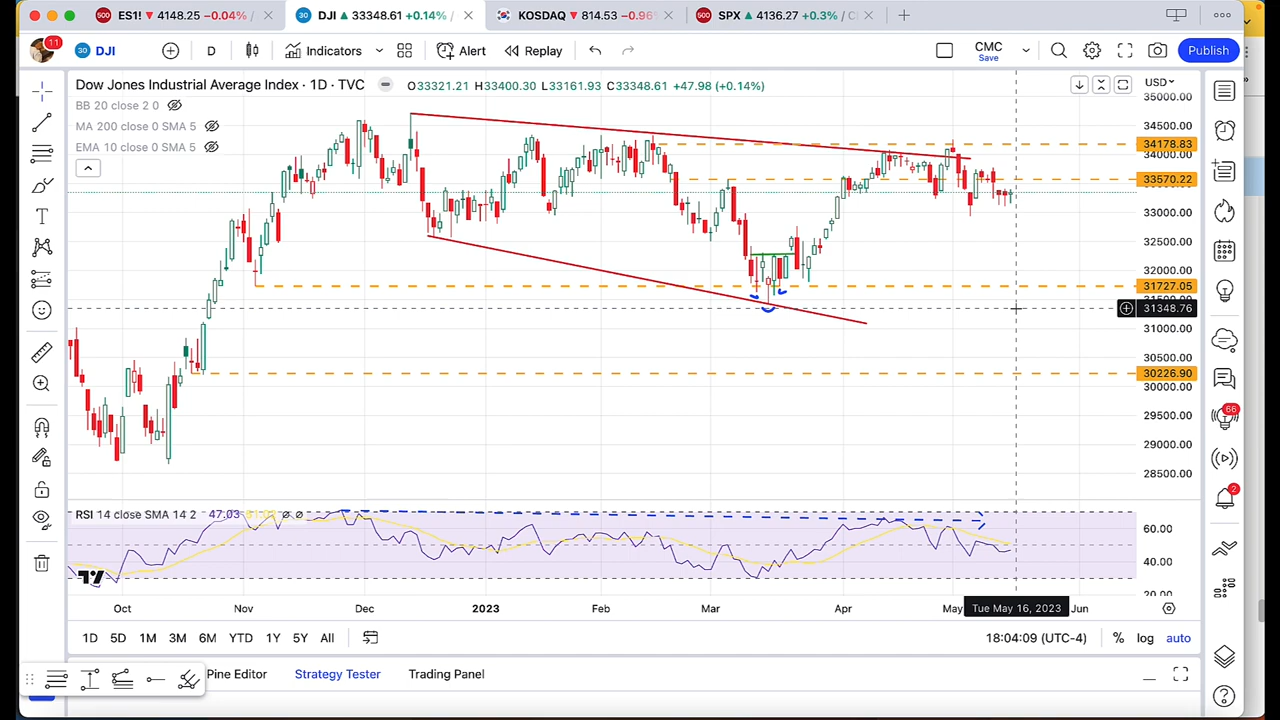 ES1! ▼ 4148.25 −0.04% /
DJI ▲ 33348.61 +0.14% /
KOSDAQ ▼ 814.53 −0.96%
SPX ▲ 4136.27 +0.3% /
11
DJI
D
Indicators
Alert
Replay
CMC
Save
Publish
Dow Jones Industrial Average Index · 1D · TVC
O33321.21 H33400.30 L33161.93 C33348.61 +47.98 (+0.14%)
BB 20 close 2 0
MA 200 close 0 SMA 5
EMA 10 close 0 SMA 5
USD
35000.00
34500.00
34178.83
34000.00
33570.22
33000.00
32500.00
32000.00
31727.05
31348.76
31000.00
30500.00
30226.90
30000.00
29500.00
29000.00
28500.00
66
2
RSI 14 close SMA 14 2 47.03
60.00
40.00
20.00
Oct Nov Dec 2023 Feb Mar Apr May Tue May 16, 2023 Jun
1D 5D 1M 3M 6M YTD 1Y 5Y All
18:04:09 (UTC-4) % log auto
Pine Editor Strategy Tester Trading Panel